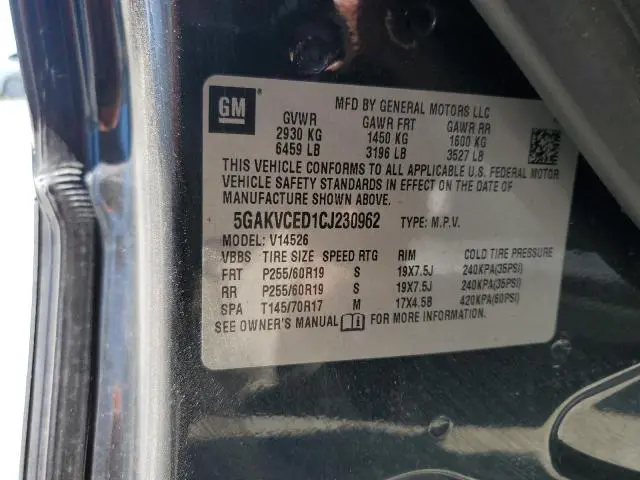 GM
MFD BY GENERAL MOTORS LLC
GVWR GAWR FRT GAWR RR
2930 KG 1450 KG 1600 KG
6459 LB 3196 LB 3527 LB
THIS VEHICLE CONFORMS TO ALL APPLICABLE U.S. FEDERAL MOTOR
VEHICLE SAFETY STANDARDS IN EFFECT ON THE DATE OF
MANUFACTURE SHOWN ABOVE.
5GAKVCED1CJ230962 TYPE: M.P.V.
MODEL: V14526
VBBS TIRE SIZE SPEED RTG RIM COLD TIRE PRESSURE
FRT P255/60R19 S 19X7.5J 240KPA(35PSI)
RR P255/60R19 S 19X7.5J 240KPA(35PSI)
SPA T145/70R17 M 17X4.5B 420KPA(60PSI)
SEE OWNER'S MANUAL FOR MORE INFORMATION.